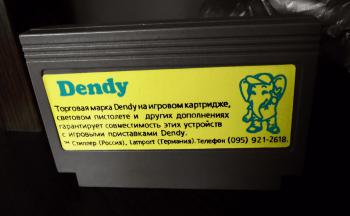 Dendy
Торговая марка Dendy на игровом картридже,
световом пистолете и других дополнениях
гарантирует совместимость этих устройств
с игровыми приставками Dendy.
™ Стиплер (Россия), Lamport (Германия). Телефон (095) 921-2618.